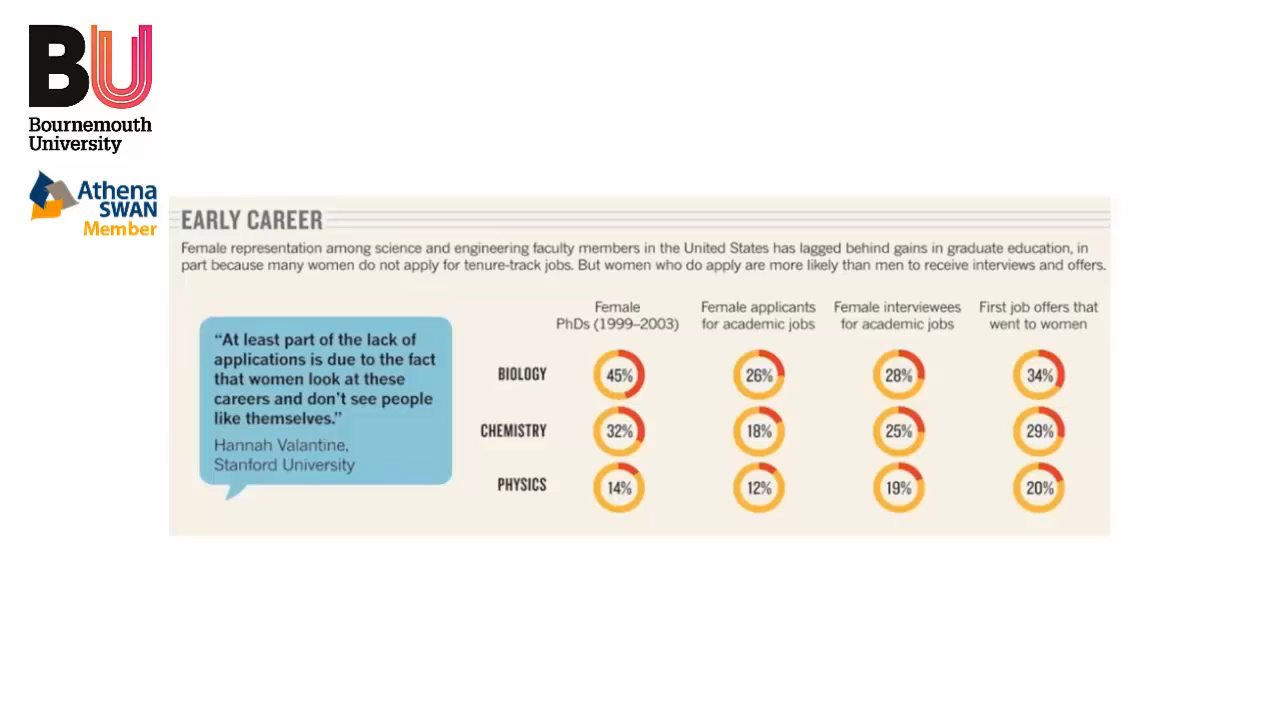 BU
Bournemouth
University
Athena
SWAN
Member
EARLY CAREER
Female representation among science and engineering faculty members in the United States has lagged behind gains in graduate education, in
part because many women do not apply for tenure-track jobs. But women who do apply are more likely than men to receive interviews and offers.
“At least part of the lack of
applications is due to the fact
that women look at these
careers and don’t see people
like themselves.”
Hannah Valantine,
Stanford University
Female
PhDs (1999–2003)
Female applicants
for academic jobs
Female interviewees
for academic jobs
First job offers that
went to women
BIOLOGY 45% 26% 28% 34%
CHEMISTRY 32% 18% 25% 29%
PHYSICS 14% 12% 19% 20%